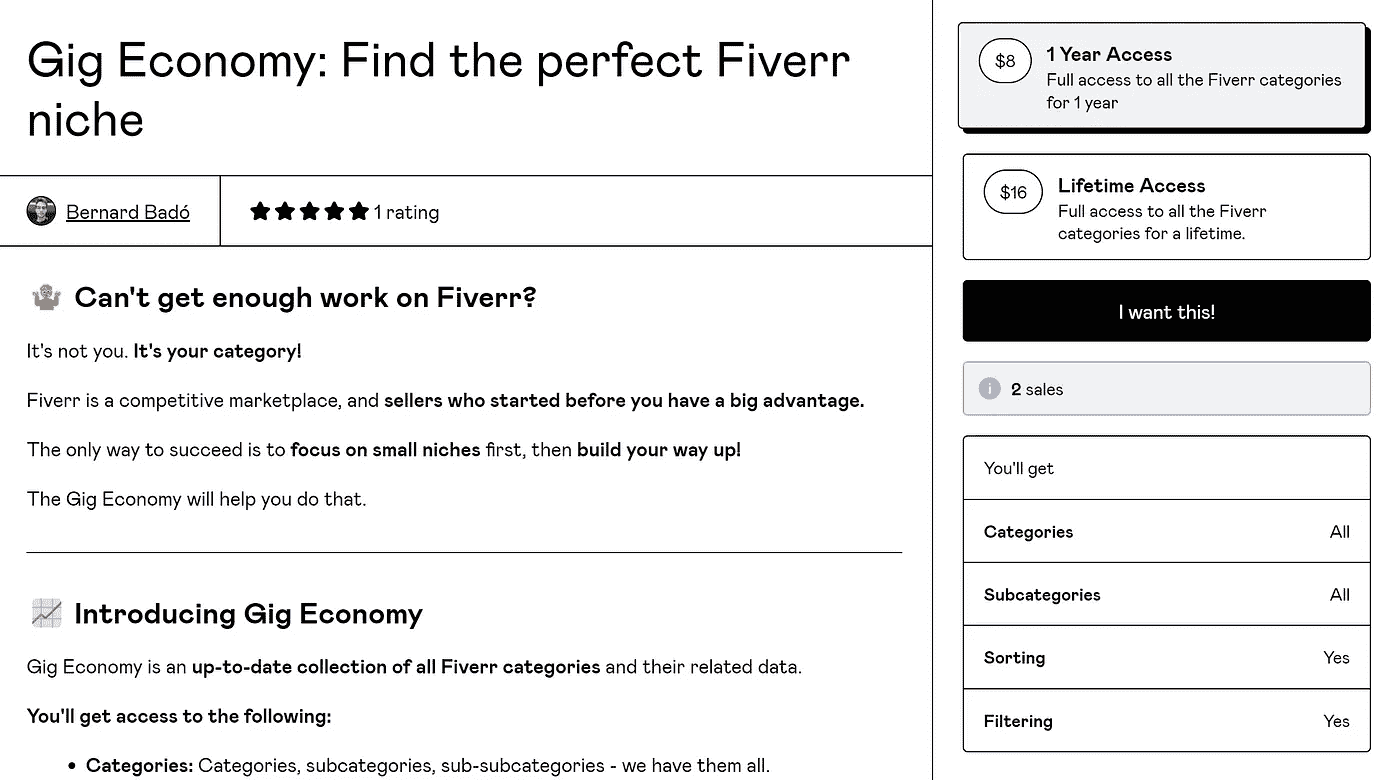 Gig Economy: Find the perfect Fiverr
niche
Bernard Badó
1 rating
Can't get enough work on Fiverr?
It's not you. It's your category!
Fiverr is a competitive marketplace, and sellers who started before you have a big advantage.
The only way to succeed is to focus on small niches first, then build your way up!
The Gig Economy will help you do that.
Introducing Gig Economy
Gig Economy is an up-to-date collection of all Fiverr categories and their related data.
You'll get access to the following:
• Categories: Categories, subcategories, sub-subcategories - we have them all.
$8
1 Year Access
Full access to all the Fiverr categories
for 1 year
$16
Lifetime Access
Full access to all the Fiverr
categories for a lifetime.
I want this!
i 2 sales
You'll get
Categories All
Subcategories All
Sorting Yes
Filtering Yes